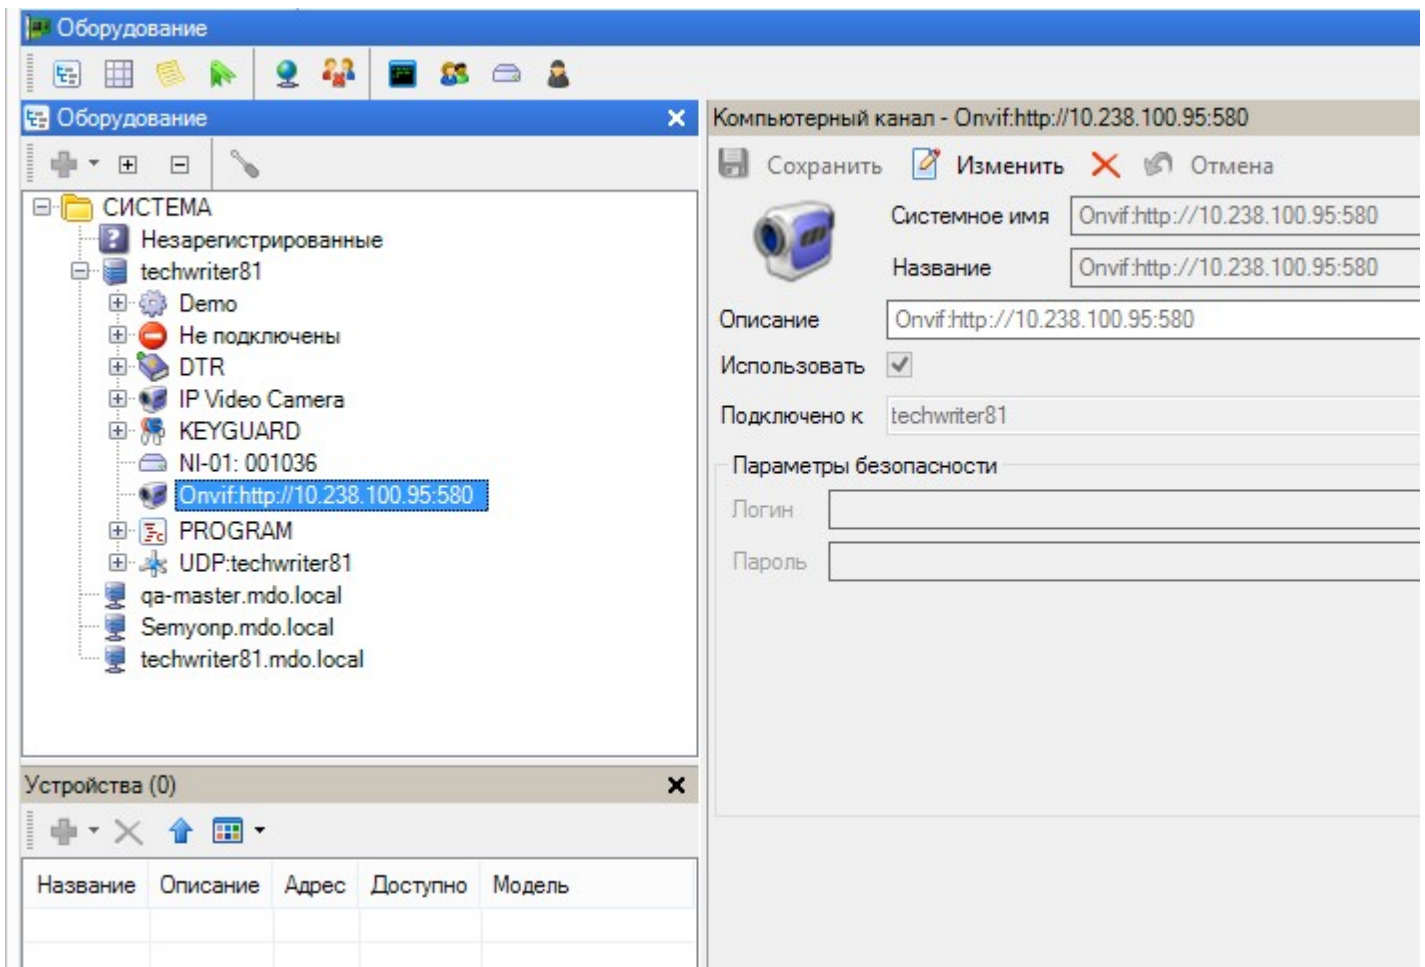 Оборудование
Оборудование
СИСТЕМА
Незарегистрированные
techwriter81
Demo
Не подключены
DTR
IP Video Camera
KEYGUARD
NI-01: 001036
Onvif:http://10.238.100.95:580
PROGRAM
UDP:techwriter81
qa-master.mdo.local
Semyonp.mdo.local
techwriter81.mdo.local
Устройства (0)
Название Описание Адрес Доступно Модель
Компьютерный канал - Onvif:http://10.238.100.95:580
Сохранить Изменить Отмена
Системное имя Onvif:http://10.238.100.95:580
Название Onvif:http://10.238.100.95:580
Описание Onvif:http://10.238.100.95:580
Использовать
Подключено к techwriter81
Параметры безопасности
Логин
Пароль